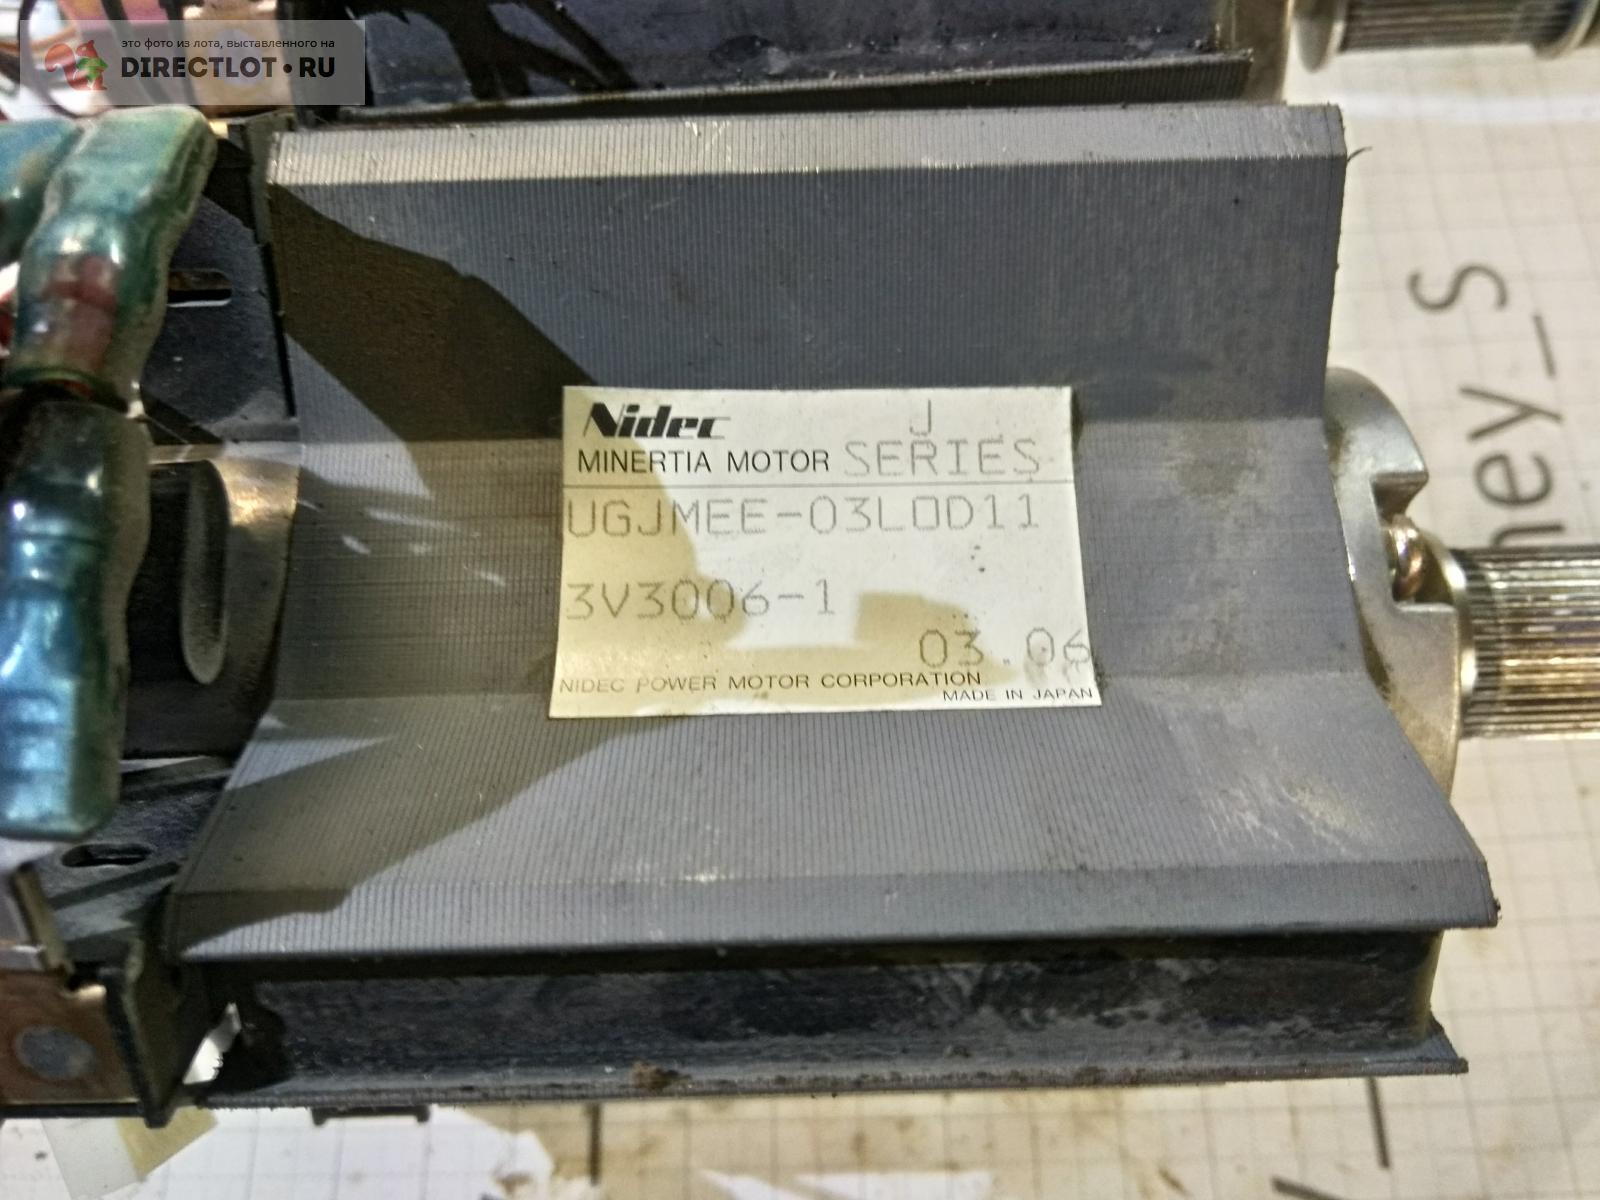 это фото из лота, выставленного на
DIRECTLOT•RU
Nidec J
MINERTIA MOTOR SERIES
UGJMEE-03L0D11
3V3006-1
03.06
NIDEC POWER MOTOR CORPORATION
MADE IN JAPAN
ney_S